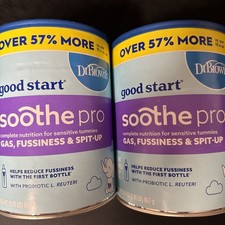 OVER 57% MORE
good start®
soothe pro
complete nutrition for sensitive tummies
GAS, FUSSINESS & SPIT-UP
HELPS REDUCE FUSSINESS
WITH THE FIRST BOTTLE
WITH PROBIOTIC L. REUTERI
OVER 57% MORE
Dr.Brown's
good start®
soothe pro
complete nutrition for sensitive tummies
GAS, FUSSINESS & SPIT-UP
HELPS REDUCE FUSSINESS
WITH THE FIRST BOTTLE
WITH PROBIOTIC L. REUTERI